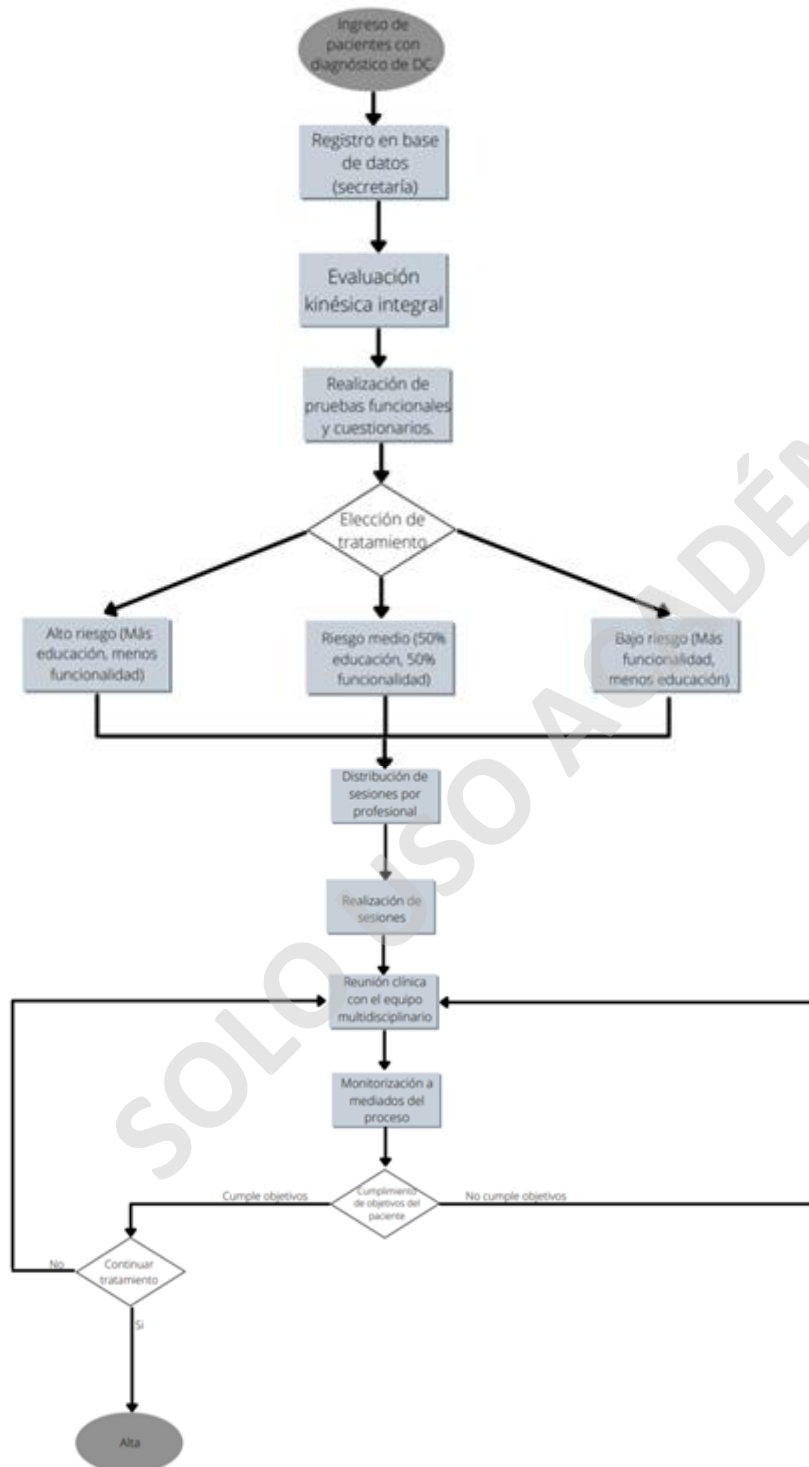 Ingreso de
pacientes con
diagnóstico de DC
Registro en base
de datos
(secretaría)
Evaluación
kinésica integral
Realización de
pruebas funcionales
y cuestionarios.
Elección de
tratamiento
Alto riesgo (Más
educación, menos
funcionalidad)
Riesgo medio (50%
educación, 50%
funcionalidad)
Bajo riesgo (Más
funcionalidad,
menos educación)
Distribución de
sesiones por
profesional
Realización de
sesiones
Reunión clínica
con el equipo
multidisciplinario
Monitorización a
mediados del
proceso
Cumplimiento
de objetivos del
paciente
Cumple objetivos
No cumple objetivos
Continuar
tratamiento
No
Si
Alta
SOLO USO ACADÉM